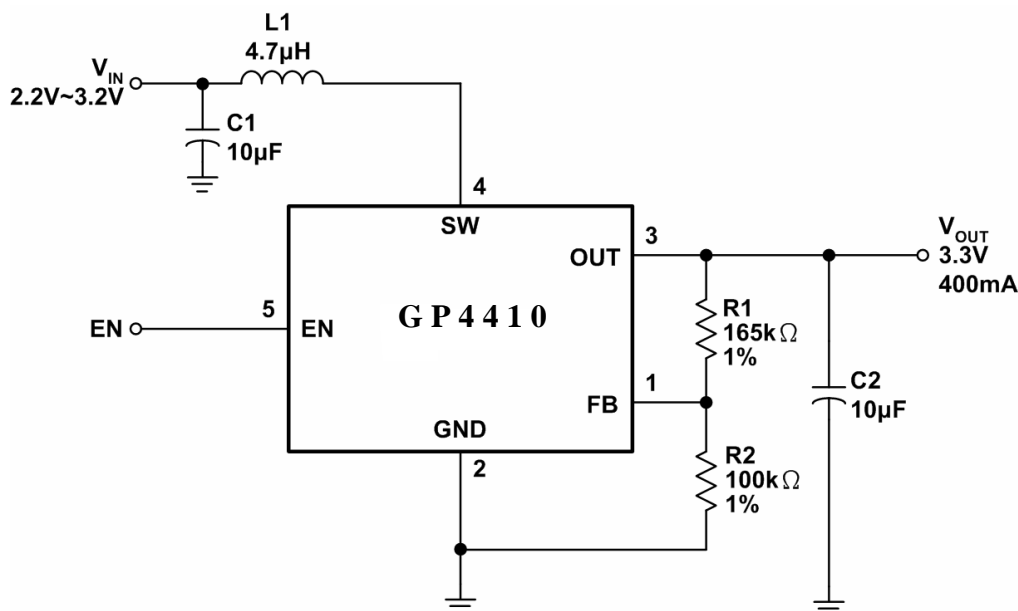 L1
4.7µH
VIN
2.2V~3.2V
C1
10µF
4
SW
3
OUT
VOUT
3.3V
400mA
GP4410
5
EN
EN
R1
165kΩ
1%
1
FB
C2
10µF
GND
2
R2
100kΩ
1%